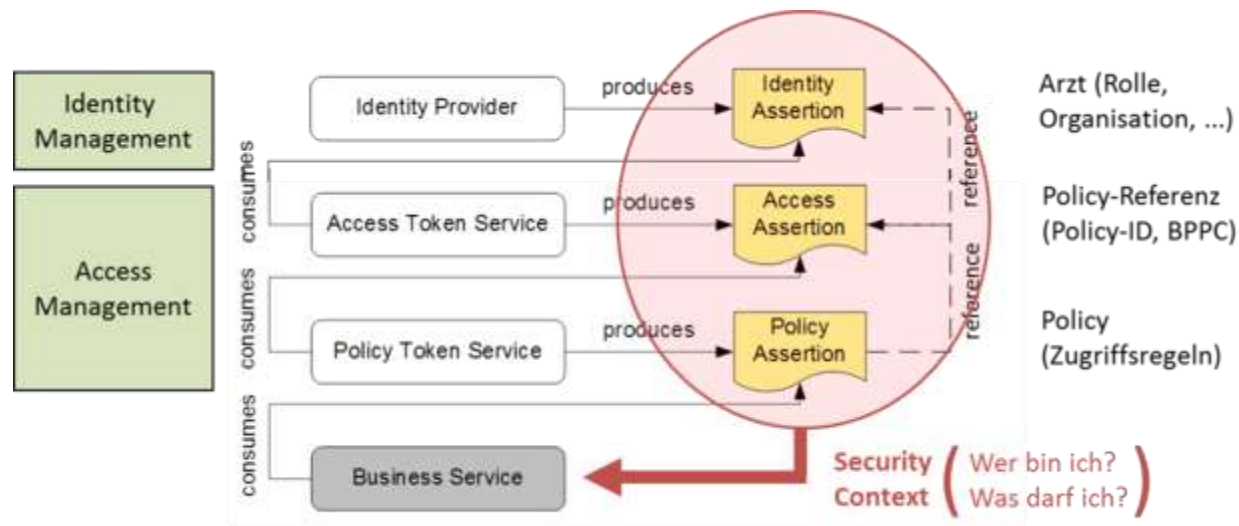 Identity
Management
Identity Provider
produces
Identity
Assertion
Arzt (Rolle,
Organisation, ...)
consumes
reference
Access
Management
Access Token Service
produces
Access
Assertion
Policy-Referenz
(Policy-ID, BPPC)
consumes
reference
Policy Token Service
produces
Policy
Assertion
Policy
(Zugriffsregeln)
consumes
Business Service
Security
Context
Wer bin ich?
Was darf ich?